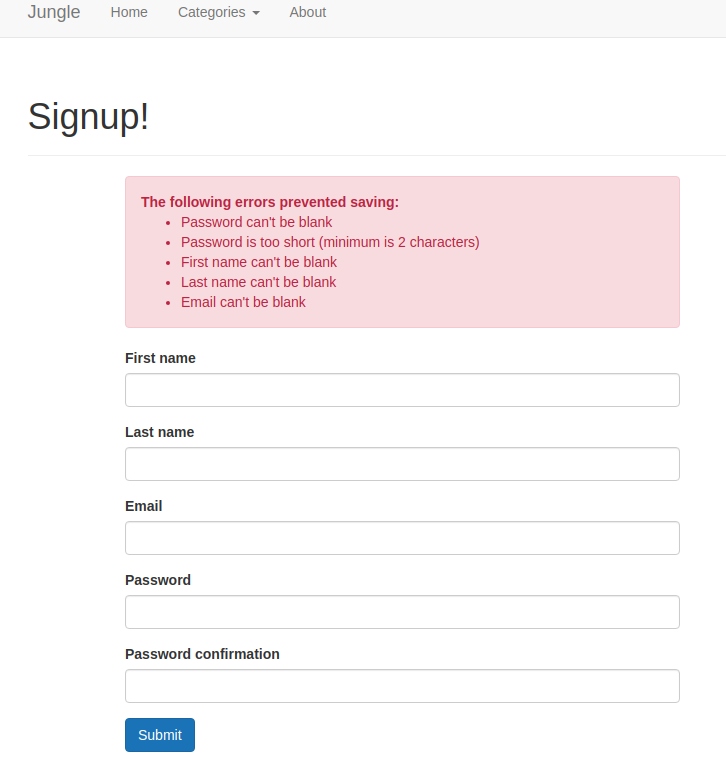 Jungle Home Categories About
Signup!
The following errors prevented saving:
Password can't be blank
Password is too short (minimum is 2 characters)
First name can't be blank
Last name can't be blank
Email can't be blank
First name
Last name
Email
Password
Password confirmation
Submit